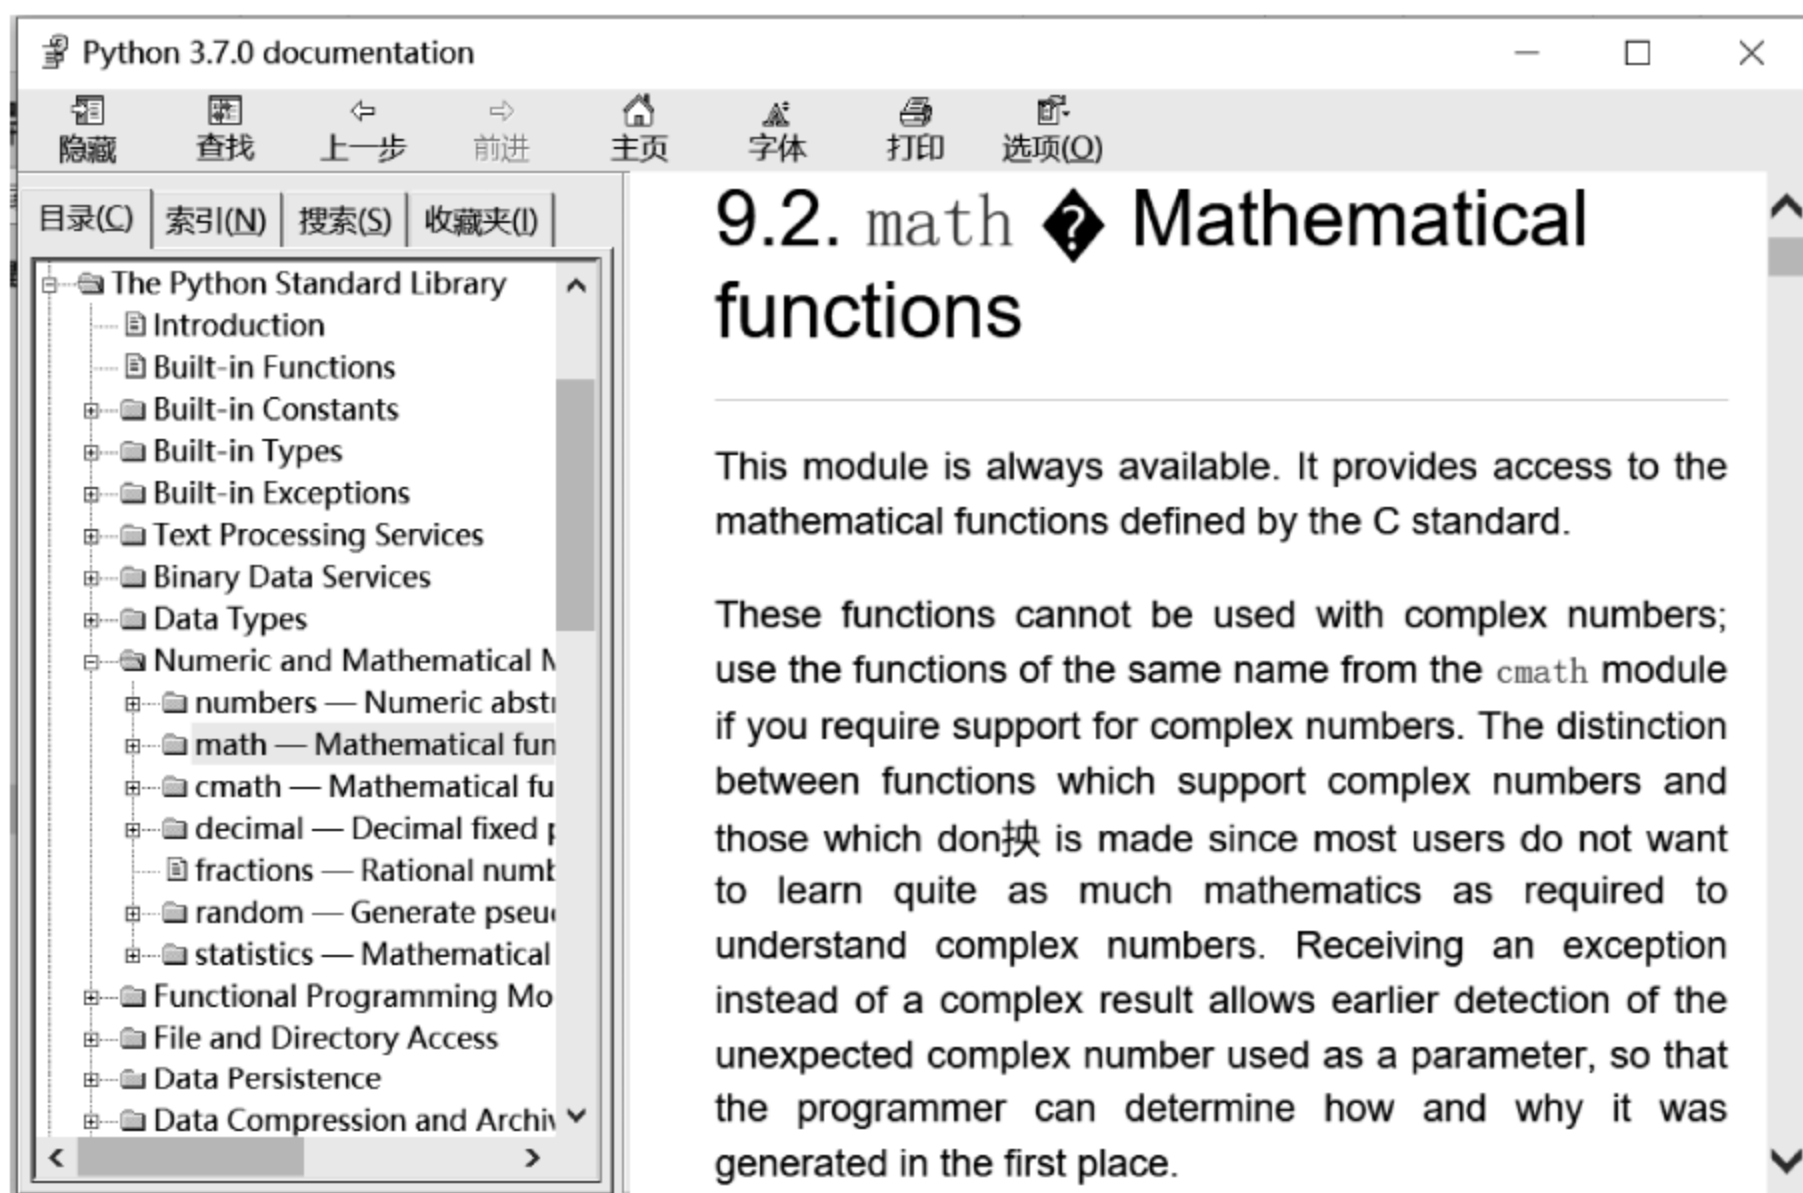 Python 3.7.0 documentation
隐藏 查找 上一步 前进 主页 字体 打印 选项(O)
目录(C) 索引(N) 搜索(S) 收藏夹(I)
The Python Standard Library
Introduction
Built-in Functions
Built-in Constants
Built-in Types
Built-in Exceptions
Text Processing Services
Binary Data Services
Data Types
Numeric and Mathematical M
numbers — Numeric abstr
math — Mathematical fun
cmath — Mathematical fu
decimal — Decimal fixed p
fractions — Rational numb
random — Generate pseu
statistics — Mathematical
Functional Programming Mo
File and Directory Access
Data Persistence
Data Compression and Archiv
9.2. math � Mathematical
functions
This module is always available. It provides access to the
mathematical functions defined by the C standard.
These functions cannot be used with complex numbers;
use the functions of the same name from the cmath module
if you require support for complex numbers. The distinction
between functions which support complex numbers and
those which don抰 is made since most users do not want
to learn quite as much mathematics as required to
understand complex numbers. Receiving an exception
instead of a complex result allows earlier detection of the
unexpected complex number used as a parameter, so that
the programmer can determine how and why it was
generated in the first place.